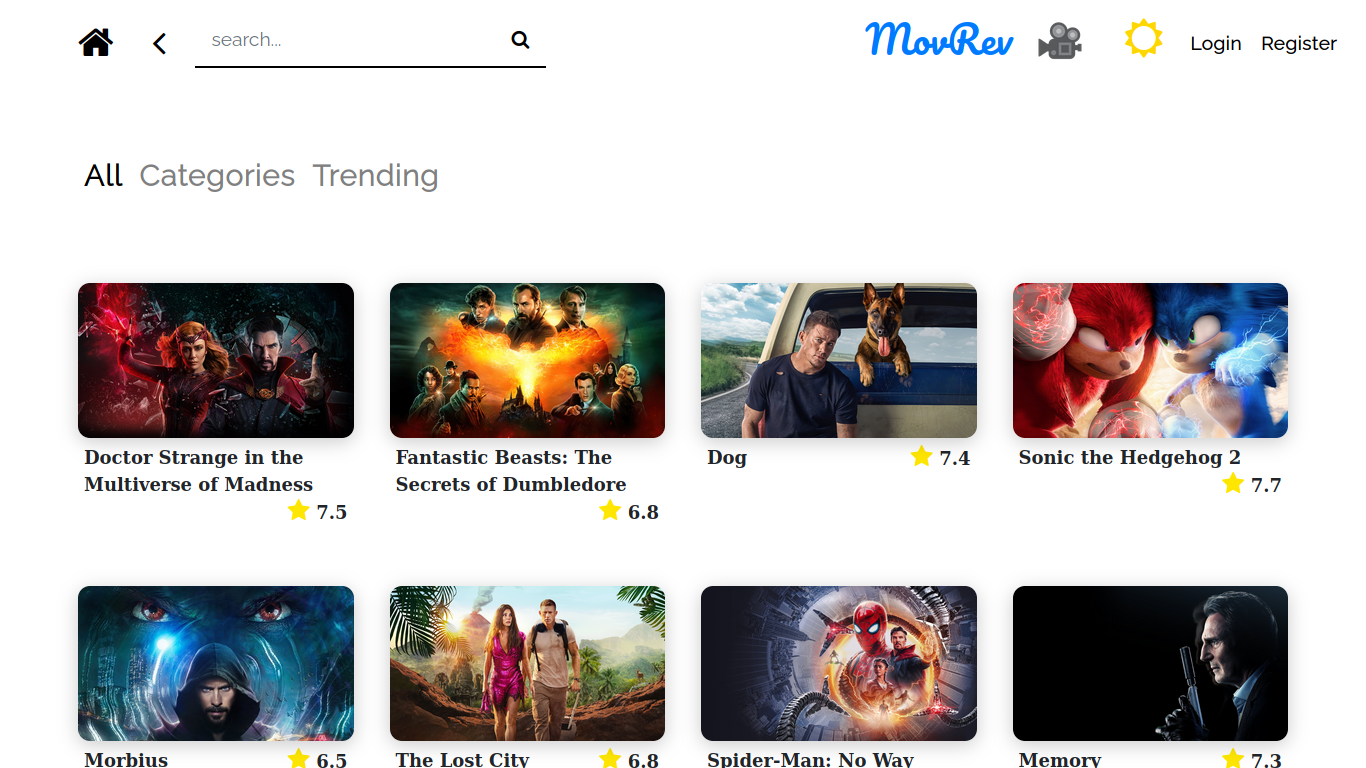 search...
MovRev
Login
Register
All Categories Trending
Doctor Strange in the
Multiverse of Madness
7.5
Fantastic Beasts: The
Secrets of Dumbledore
6.8
Dog
7.4
Sonic the Hedgehog 2
7.7
Morbius
6.5
The Lost City
6.8
Spider-Man: No Way
Memory
7.3